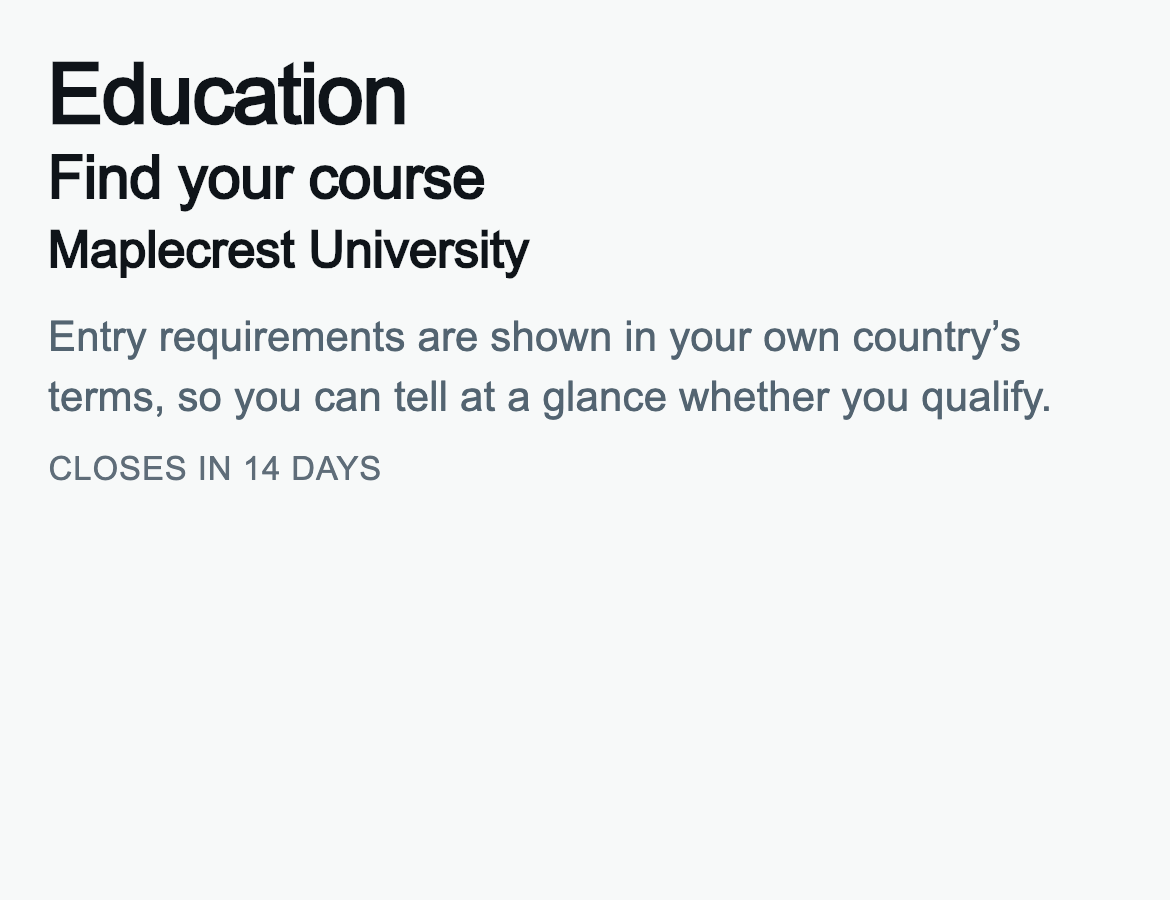 Education
Find your course
Maplecrest University
Entry requirements are shown in your own country’s
terms, so you can tell at a glance whether you qualify.
CLOSES IN 14 DAYS